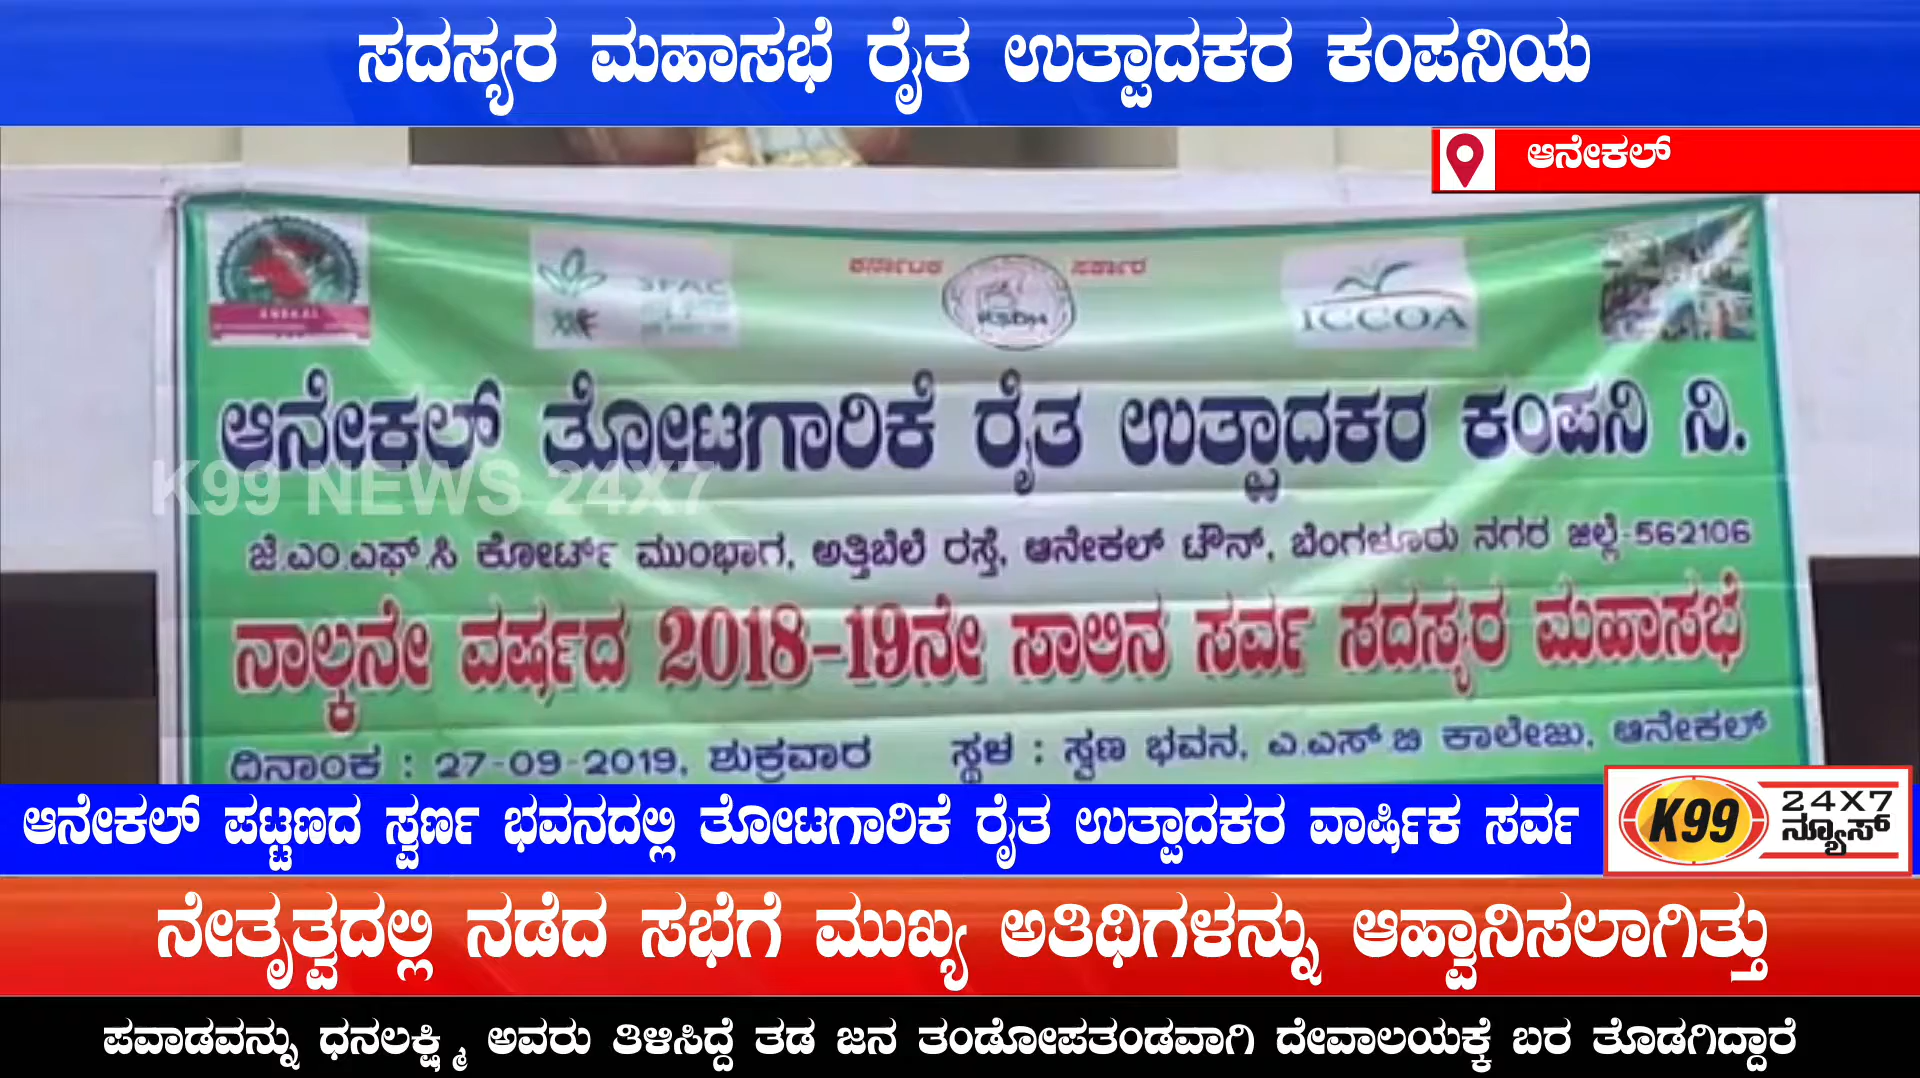 ಸದಸ್ಯರ ಮಹಾಸಭೆ ರೈತ ಉತ್ಪಾದಕರ ಕಂಪನಿಯ
ಆನೇಕಲ್
ANEKAL
SFAC
ಕರ್ನಾಟಕ ಸರ್ಕಾರ
KSDH
ICCOA
ಆನೇಕಲ್ ತೋಟಗಾರಿಕೆ ರೈತ ಉತ್ಪಾದಕರ ಕಂಪನಿ ನಿ.
K99 NEWS 24X7
ಜೆ.ಎಂ.ಎಫ್.ಸಿ ಕೋರ್ಟ್ ಮುಂಭಾಗ, ಅತ್ತಿಬೆಲೆ ರಸ್ತೆ, ಆನೇಕಲ್ ಟೌನ್, ಬೆಂಗಳೂರು ನಗರ ಜಿಲ್ಲೆ-562106
ನಾಲ್ಕನೇ ವರ್ಷದ 2018-19ನೇ ಸಾಲಿನ ಸರ್ವ ಸದಸ್ಯರ ಮಹಾಸಭೆ
ದಿನಾಂಕ : 27-09-2019, ಶುಕ್ರವಾರ ಸ್ಥಳ : ಸ್ವಣ ಭವನ, ಎ.ಎಸ್.ಬಿ ಕಾಲೇಜು, ಆನೇಕಲ್
ಆನೇಕಲ್ ಪಟ್ಟಣದ ಸ್ವರ್ಣ ಭವನದಲ್ಲಿ ತೋಟಗಾರಿಕೆ ರೈತ ಉತ್ಪಾದಕರ ವಾರ್ಷಿಕ ಸರ್ವ
K99 24X7 ನ್ಯೂಸ್
ನೇತೃತ್ವದಲ್ಲಿ ನಡೆದ ಸಭೆಗೆ ಮುಖ್ಯ ಅತಿಥಿಗಳನ್ನು ಆಹ್ವಾನಿಸಲಾಗಿತ್ತು
ಪವಾಡವನ್ನು ಧನಲಕ್ಷ್ಮಿ ಅವರು ತಿಳಿಸಿದ್ದೆ ತಡ ಜನ ತಂಡೋಪತಂಡವಾಗಿ ದೇವಾಲಯಕ್ಕೆ ಬರ ತೊಡಗಿದ್ದಾರೆ